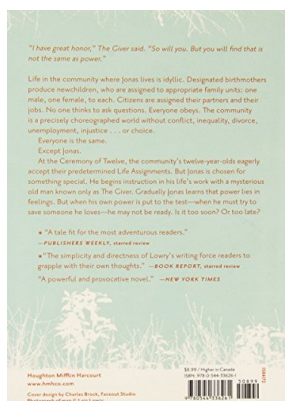 "I have great honor," The Giver said. "So will you. But you will find that is
not the same as power."
Life in the community where Jonas lives is idyllic. Designated birthmothers
produce newchildren, who are assigned to appropriate family units: one
male, one female, to each. Citizens are assigned their partners and their
jobs. No one thinks to ask questions. Everyone obeys. The community
is a precisely choreographed world without conflict, inequality, divorce,
unemployment, injustice . . . or choice.
Everyone is the same.
Except Jonas.
At the Ceremony of Twelve, the community's twelve-year-olds eagerly
accept their predetermined Life Assignments. But Jonas is chosen for
something special. He begins instruction in his life's work with a mysterious
old man known only as The Giver. Gradually Jonas learns that power lies in
feelings. But when his own power is put to the test—when he must try to
save someone he loves—he may not be ready. Is it too soon? Or too late?
★ "A tale fit for the most adventurous readers."
—PUBLISHERS WEEKLY, starred review
★ "The simplicity and directness of Lowry's writing force readers to
grapple with their own thoughts." —BOOK REPORT, starred review
"A powerful and provocative novel." —NEW YORK TIMES
Houghton Mifflin Harcourt
www.hmhco.com
Cover design by
$8.99 / Higher in Canada
ISBN: 978-0-544-33626-1
50899
9 780544 336261